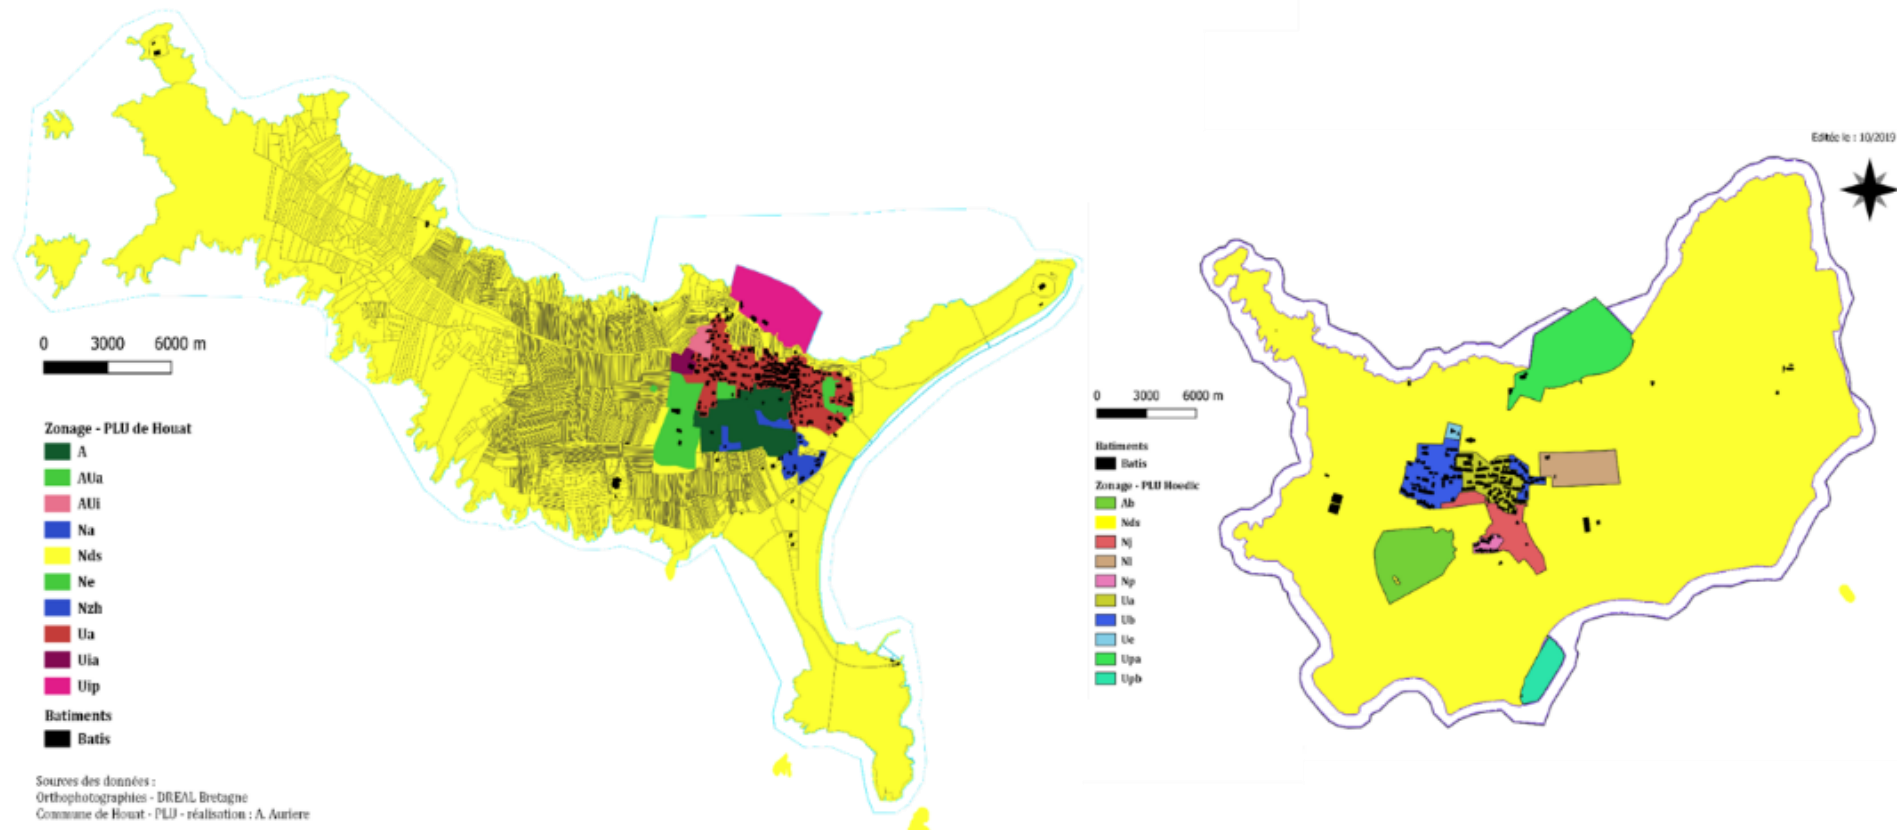 Editée le : 10/2019
0 3000 6000 m
Zonage - PLU de Houat
A
AUa
AUi
Na
Nds
Ne
Nzh
Ua
Uia
Uip
Batiments
Batis
Sources des données :
Orthophotographies - DREAL Bretagne
Commune de Houat - PLU - réalisation : A. Auriere
0 3000 6000 m
Batiments
Batis
Zonage - PLU Hoedic
Ab
Nds
Nj
Nl
Np
Ua
Ub
Ue
Upa
Upb